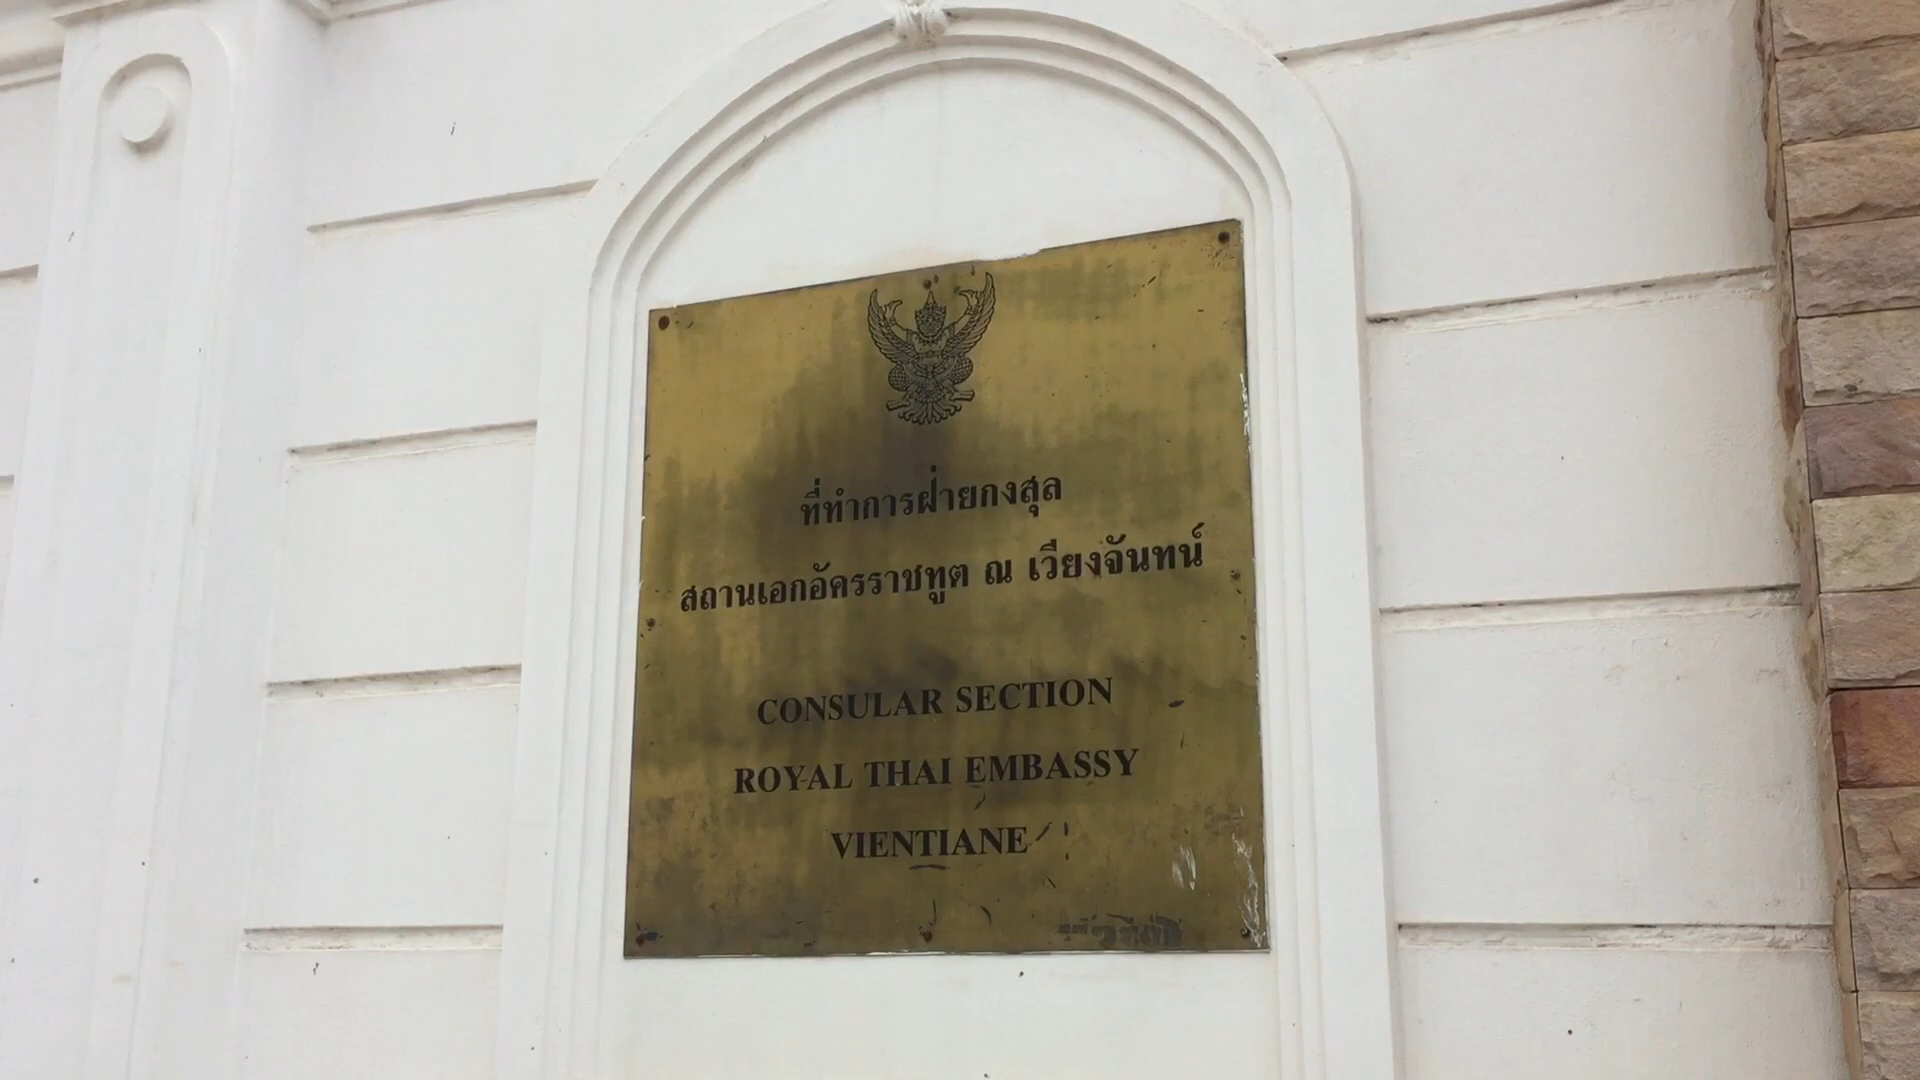 ที่ทำการฝ่ายกงสุล
สถานเอกอัครราชทูต ณ เวียงจันทน์
CONSULAR SECTION
ROYAL THAI EMBASSY
VIENTIANE